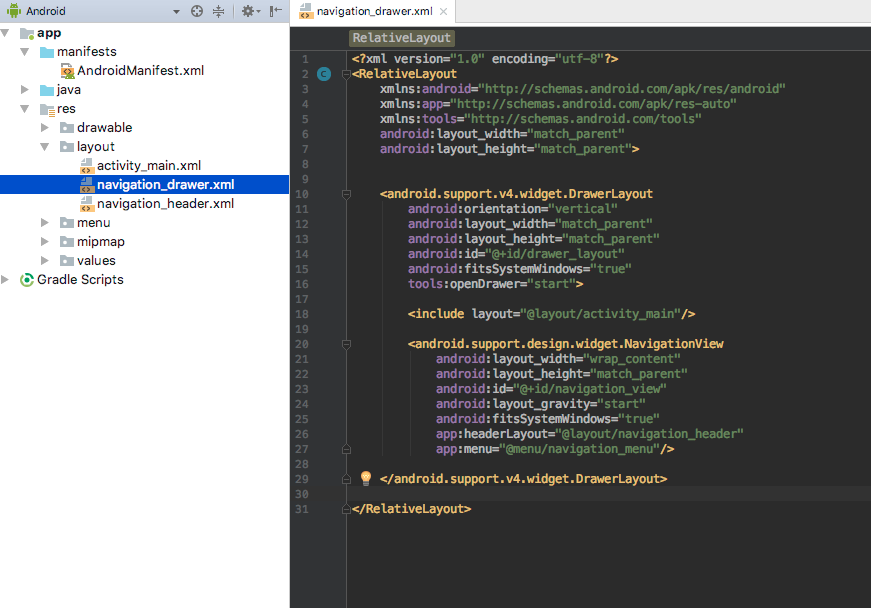 Android
app
manifests
AndroidManifest.xml
java
res
drawable
layout
activity_main.xml
navigation_drawer.xml
navigation_header.xml
menu
mipmap
values
Gradle Scripts
navigation_drawer.xml
RelativeLayout
1 <?xml version="1.0" encoding="utf-8"?>
2 C <RelativeLayout
3 xmlns:android="http://schemas.android.com/apk/res/android"
4 xmlns:app="http://schemas.android.com/apk/res-auto"
5 xmlns:tools="http://schemas.android.com/tools"
6 android:layout_width="match_parent"
7 android:layout_height="match_parent">
8
9
10 <android.support.v4.widget.DrawerLayout
11 android:orientation="vertical"
12 android:layout_width="match_parent"
13 android:layout_height="match_parent"
14 android:id="@+id/drawer_layout"
15 android:fitsSystemWindows="true"
16 tools:openDrawer="start">
17
18 <include layout="@layout/activity_main"/>
19
20 <android.support.design.widget.NavigationView
21 android:layout_width="wrap_content"
22 android:layout_height="match_parent"
23 android:id="@+id/navigation_view"
24 android:layout_gravity="start"
25 android:fitsSystemWindows="true"
26 app:headerLayout="@layout/navigation_header"
27 app:menu="@menu/navigation_menu"/>
28
29 </android.support.v4.widget.DrawerLayout>
30
31 </RelativeLayout>